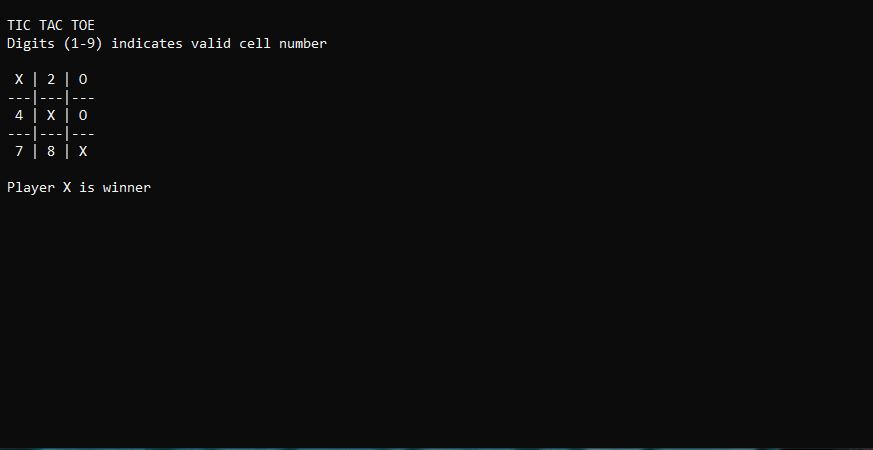 TIC TAC TOE
Digits (1-9) indicates valid cell number
X | 2 | O
---|---|---
4 | X | O
---|---|---
7 | 8 | X
Player X is winner